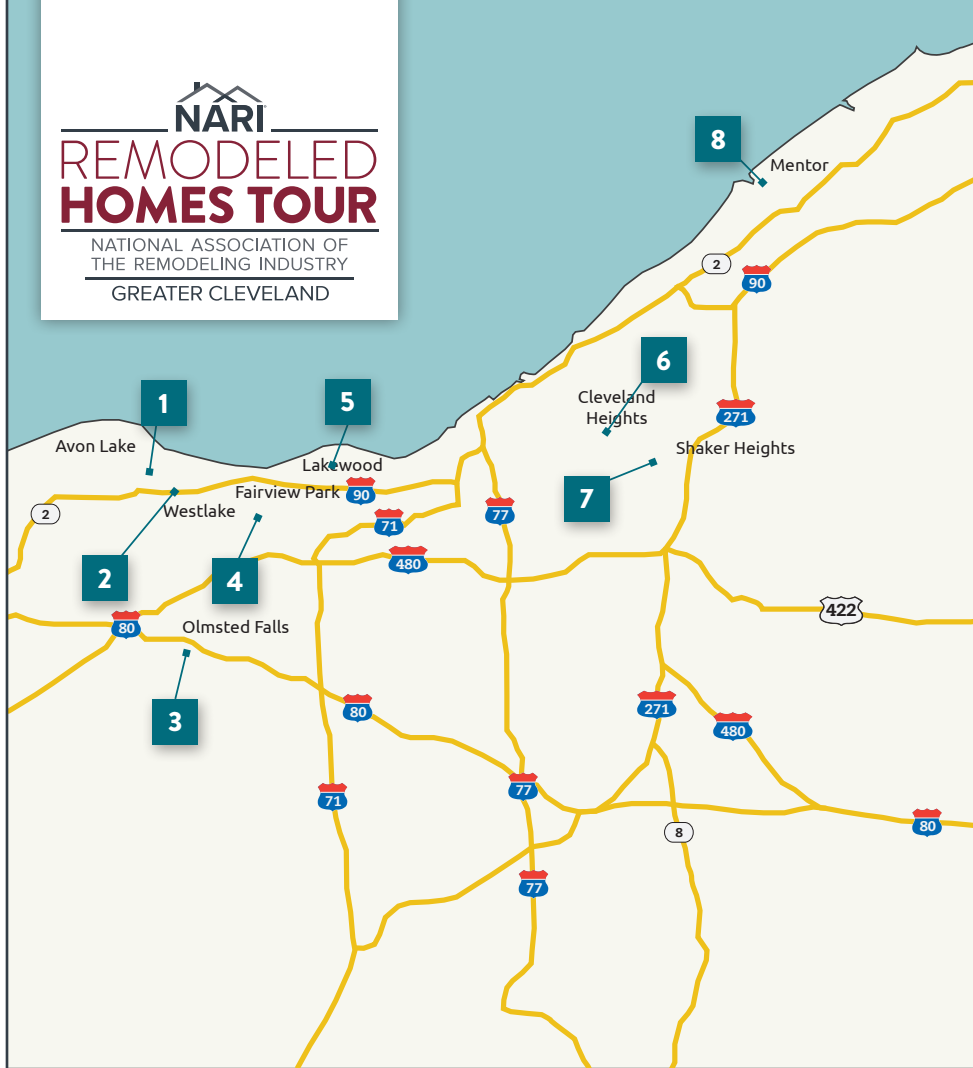 NARI
REMODELED
HOMES TOUR
NATIONAL ASSOCIATION OF
THE REMODELING INDUSTRY
GREATER CLEVELAND
8
Mentor
2
90
6
Cleveland
Heights
271
Shaker Heights
7
1
5
Avon Lake
Lakewood
Fairview Park
90
2
Westlake
71
77
480
2
4
80
Olmsted Falls
422
3
80
271
480
71
77
80
8
77